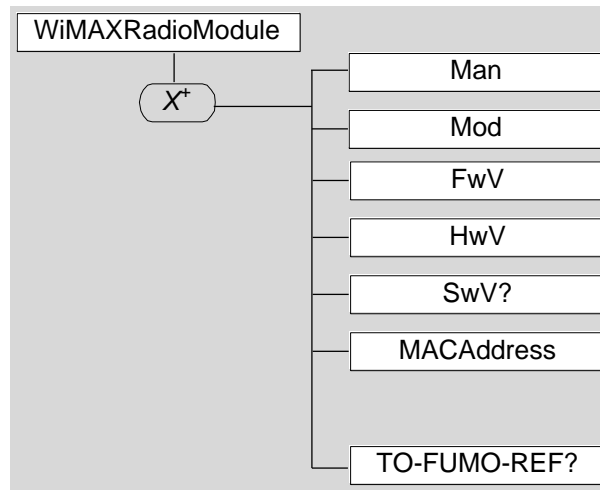 WiMAXRadioModule
X+
Man
Mod
FwV
HwV
SwV?
MACAddress
TO-FUMO-REF?